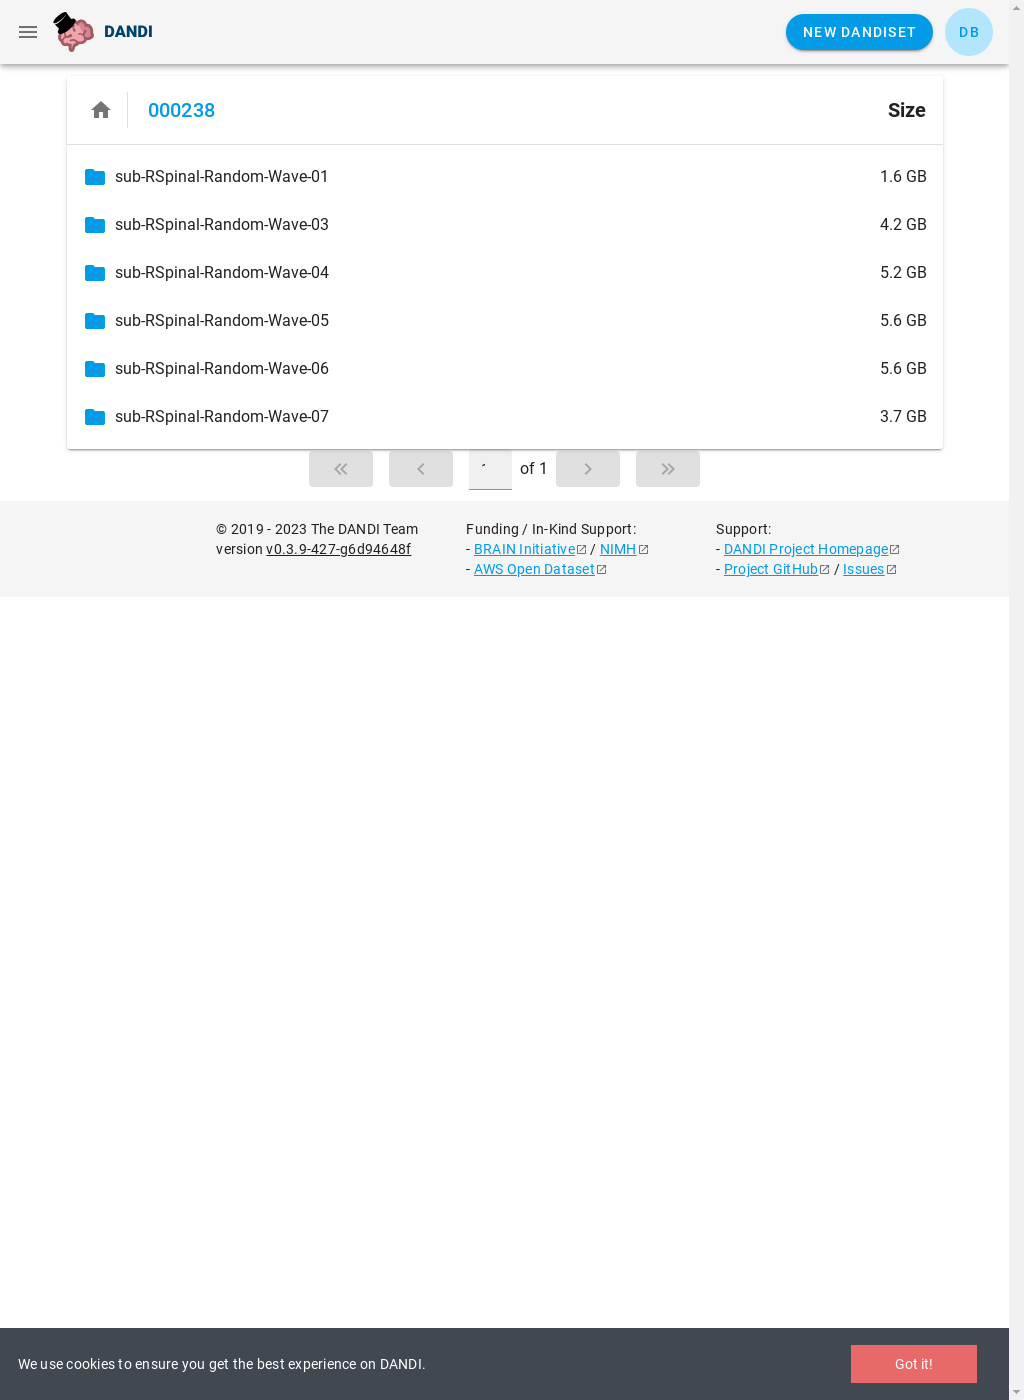 DANDI
NEW DANDISET
DB
000238
Size
sub-RSpinal-Random-Wave-01 1.6 GB
sub-RSpinal-Random-Wave-03 4.2 GB
sub-RSpinal-Random-Wave-04 5.2 GB
sub-RSpinal-Random-Wave-05 5.6 GB
sub-RSpinal-Random-Wave-06 5.6 GB
sub-RSpinal-Random-Wave-07 3.7 GB
of 1
© 2019 - 2023 The DANDI Team
version v0.3.9-427-g6d94648f
Funding / In-Kind Support:
- BRAIN Initiative / NIMH
- AWS Open Dataset
Support:
- DANDI Project Homepage
- Project GitHub / Issues
We use cookies to ensure you get the best experience on DANDI.
Got it!